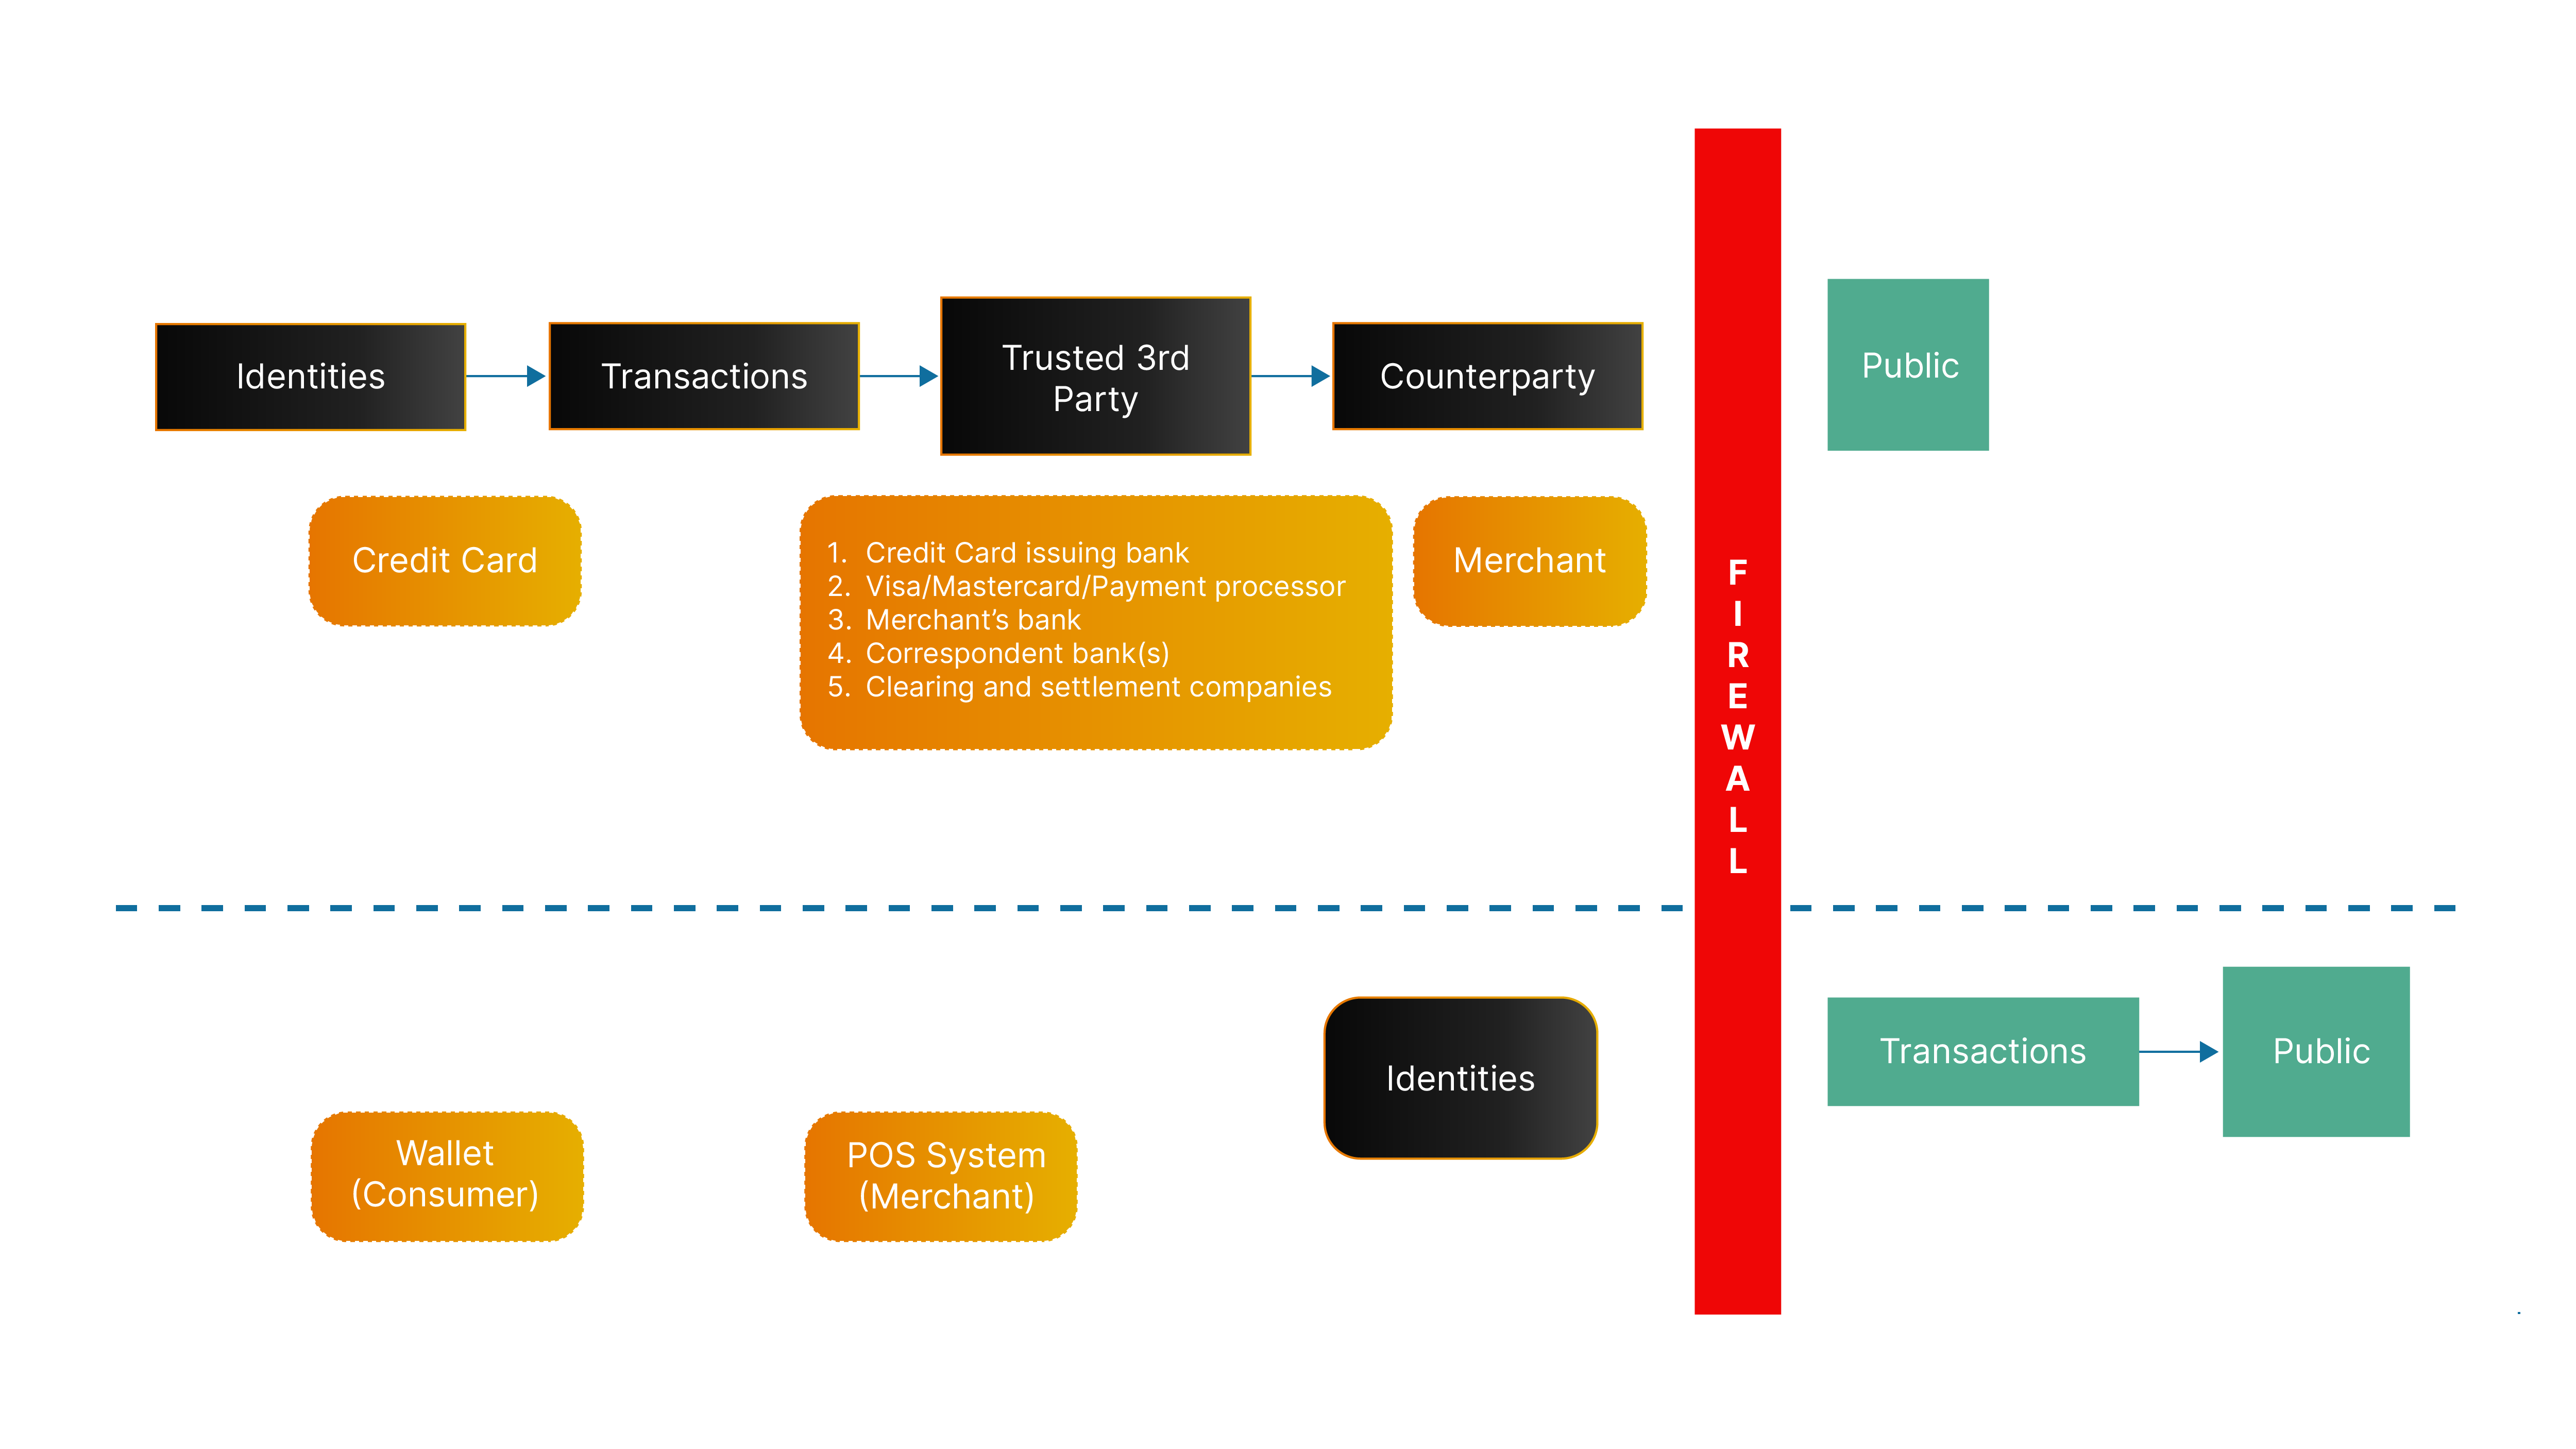 Identities
Transactions
Trusted 3rd
Party
Counterparty
Public
Credit Card
1. Credit Card issuing bank
2. Visa/Mastercard/Payment processor
3. Merchant’s bank
4. Correspondent bank(s)
5. Clearing and settlement companies
Merchant
F
I
R
E
W
A
L
L
Identities
Transactions
Public
Wallet
(Consumer)
POS System
(Merchant)